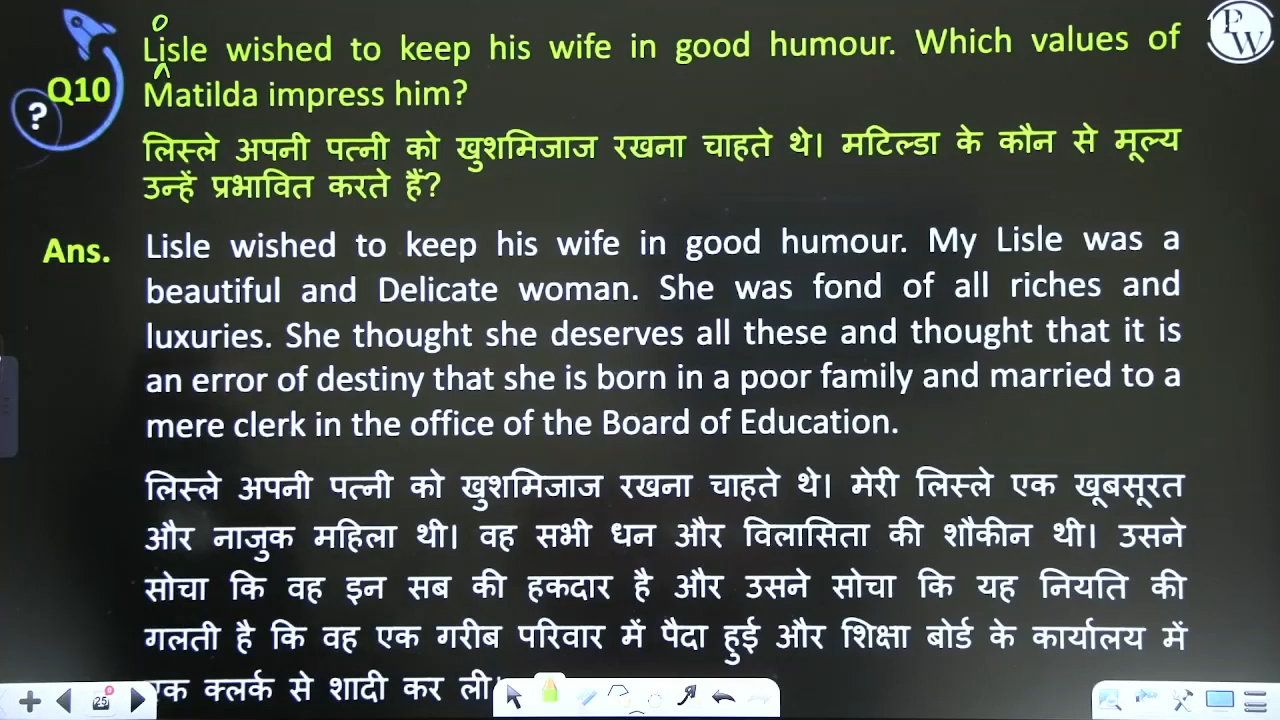 Lisle wished to keep his wife in good humour. Which values of
Q10
Matilda impress him?
?
लिस्ले अपनी पत्नी को खुशमिजाज रखना चाहते थे। मटिल्डा के कौन से मूल्य
उन्हें प्रभावित करते हैं?
Ans.
Lisle wished to keep his wife in good humour. My Lisle was a
beautiful and Delicate woman. She was fond of all riches and
luxuries. She thought she deserves all these and thought that it is
an error of destiny that she is born in a poor family and married to a
mere clerk in the office of the Board of Education.
लिस्ले अपनी पत्नी को खुशमिजाज रखना चाहते थे। मेरी लिस्ले एक खूबसूरत
और नाजुक महिला थी। वह सभी धन और विलासिता की शौकीन थी। उसने
सोचा कि वह इन सब की हकदार है और उसने सोचा कि यह नियति की
गलती है कि वह एक गरीब परिवार में पैदा हुई और शिक्षा बोर्ड के कार्यालय में
एक क्लर्क से शादी कर ली।
PW
25